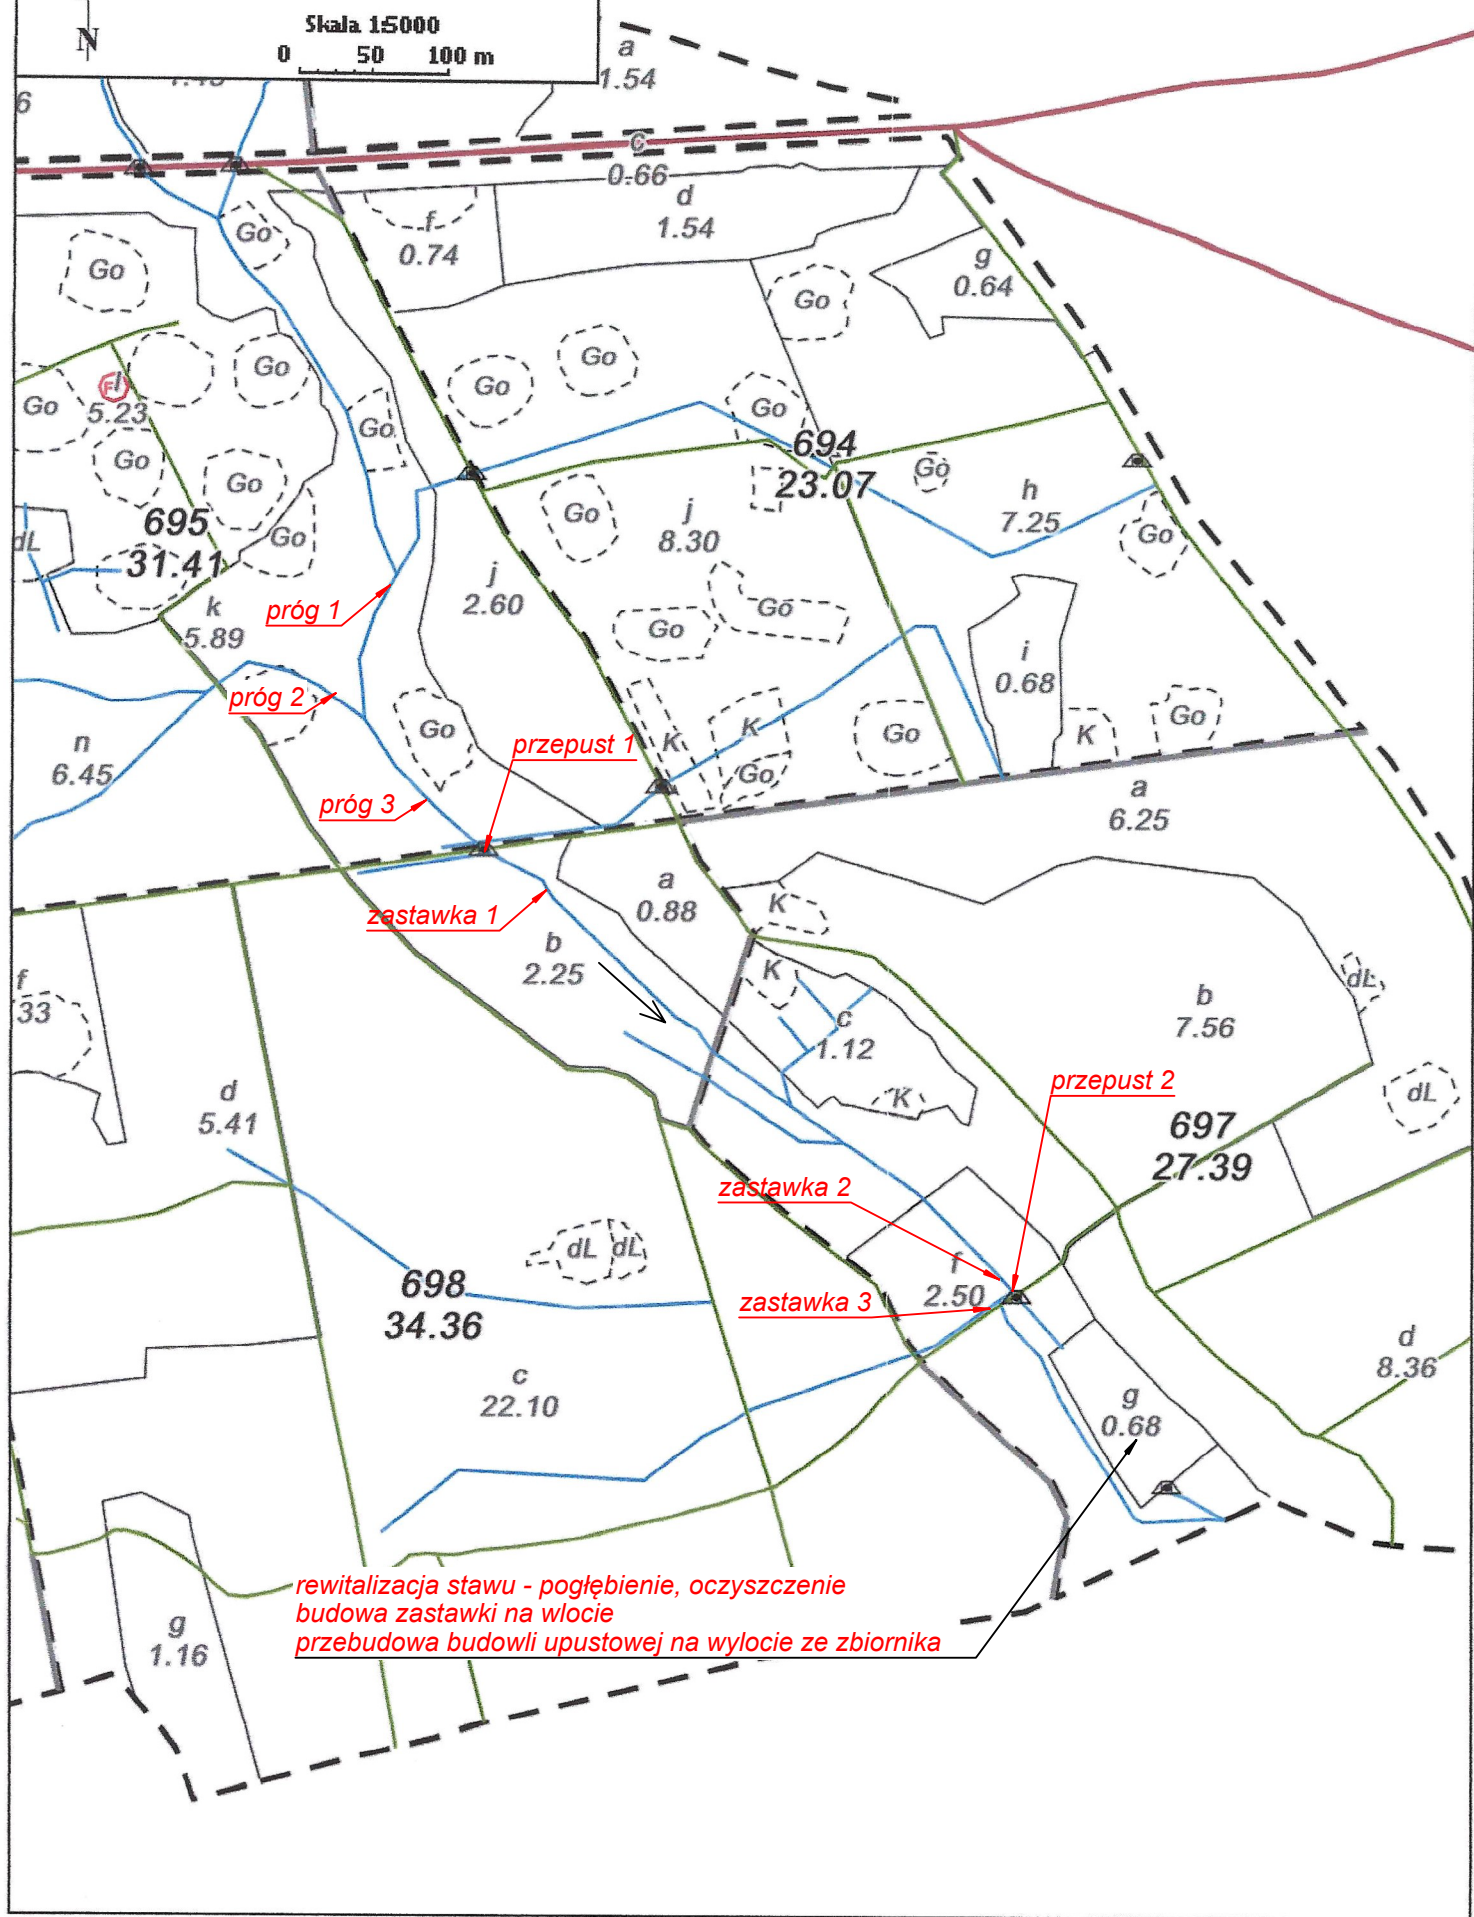 N
Skala 1:5000
0 50 100 m
a
1.54
6
c
0.66
d
1.54
f
0.74
g
0.64
Go
Go
Go
Go
Go
Go
Go
Go
Go
l
F
5.23
Go
Go
Go
694
23.07
Go
h
7.25
695
31.41
Go
dL
Go
j
8.30
Go
j
2.60
k
5.89
próg 1
Go
Go
i
0.68
próg 2
n
6.45
Go
przepust 1
K
K
Go
Go
K
Go
próg 3
a
6.25
a
0.88
K
zastawka 1
b
2.25
K
c
1.12
dL
b
7.56
f
33
K
przepust 2
dL
d
5.41
697
27.39
zastawka 2
dL
dL
f
2.50
698
34.36
zastawka 3
d
8.36
c
22.10
g
0.68
rewitalizacja stawu - pogłębienie, oczyszczenie
budowa zastawki na wlocie
przebudowa budowli upustowej na wylocie ze zbiornika
g
1.16